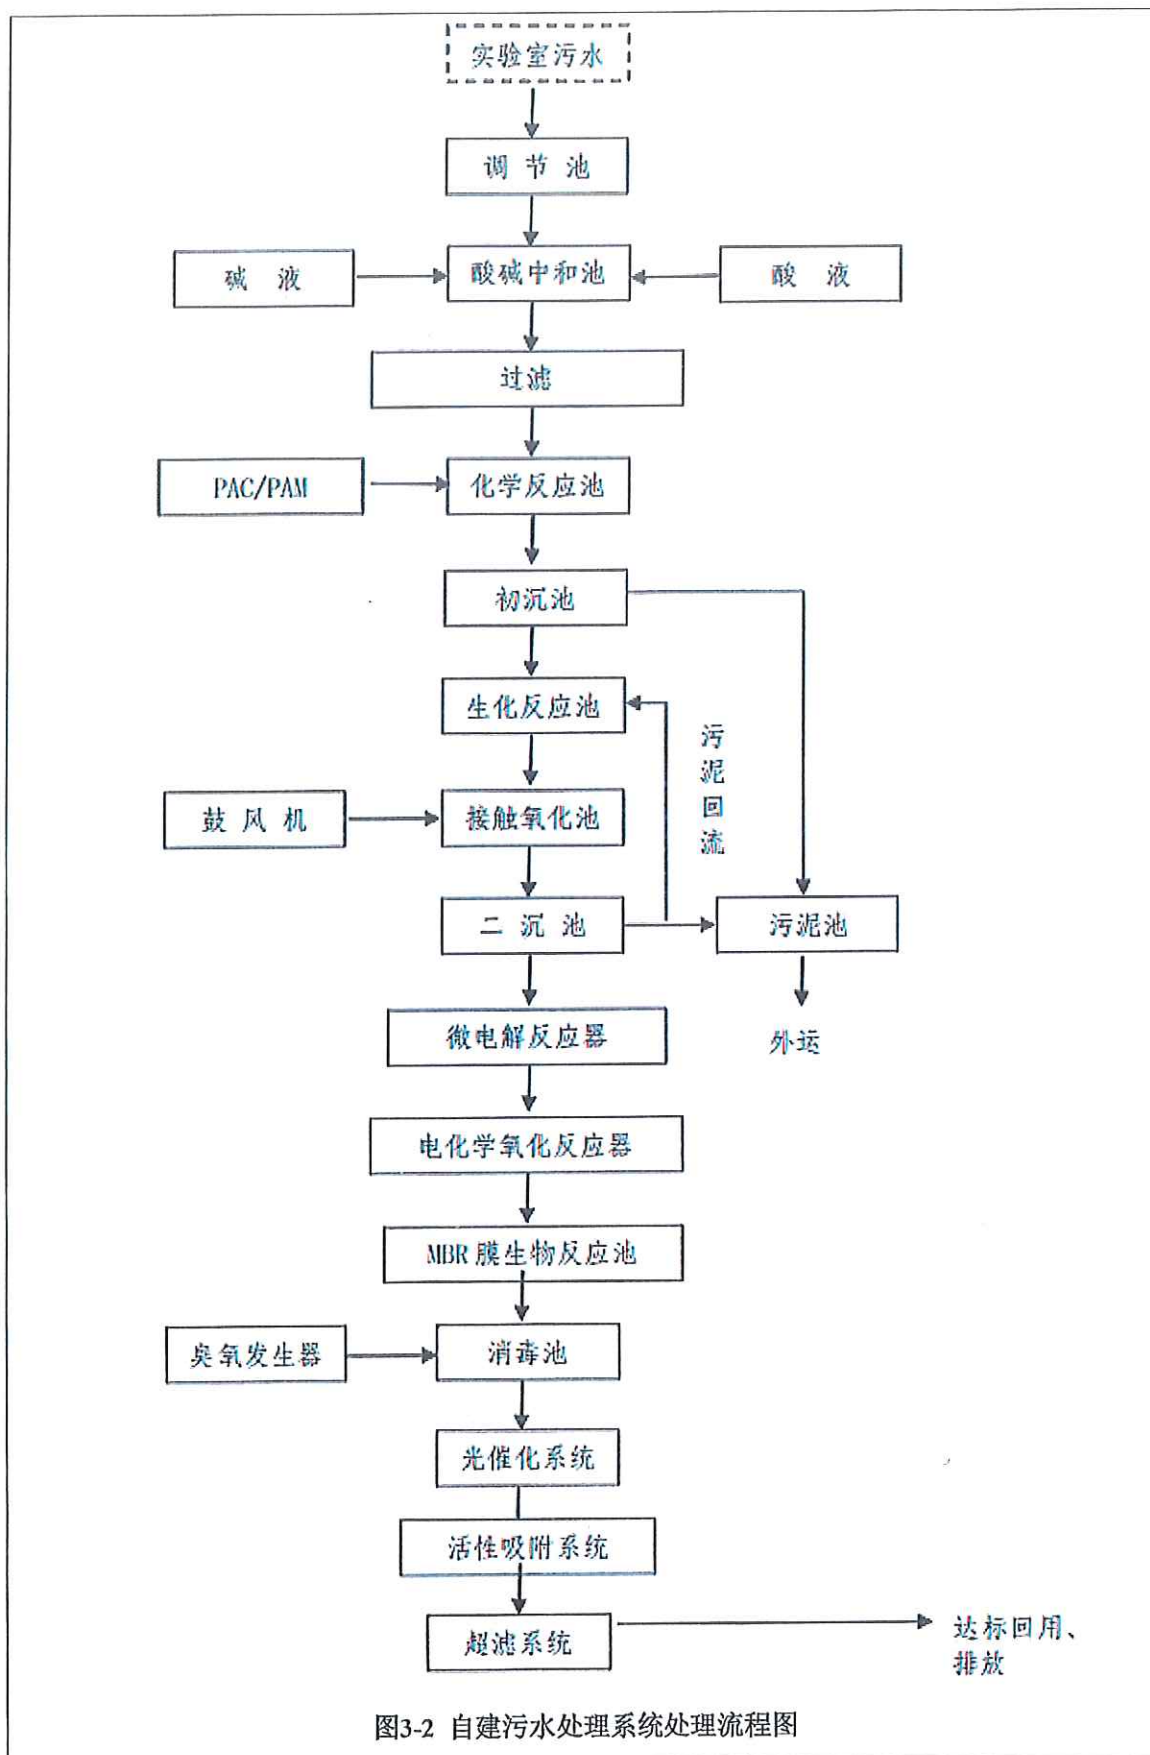 实验室污水
调 节 池
碱 液
酸碱中和池
酸 液
过滤
PAC/PAM
化学反应池
初沉池
生化反应池
污
泥
回
流
鼓 风 机
接触氧化池
二 沉 池
污泥池
微电解反应器
外运
电化学氧化反应器
MBR 膜生物反应池
臭氧发生器
消毒池
光催化系统
活性吸附系统
超滤系统
达标回用、
排放
图3-2 自建污水处理系统处理流程图